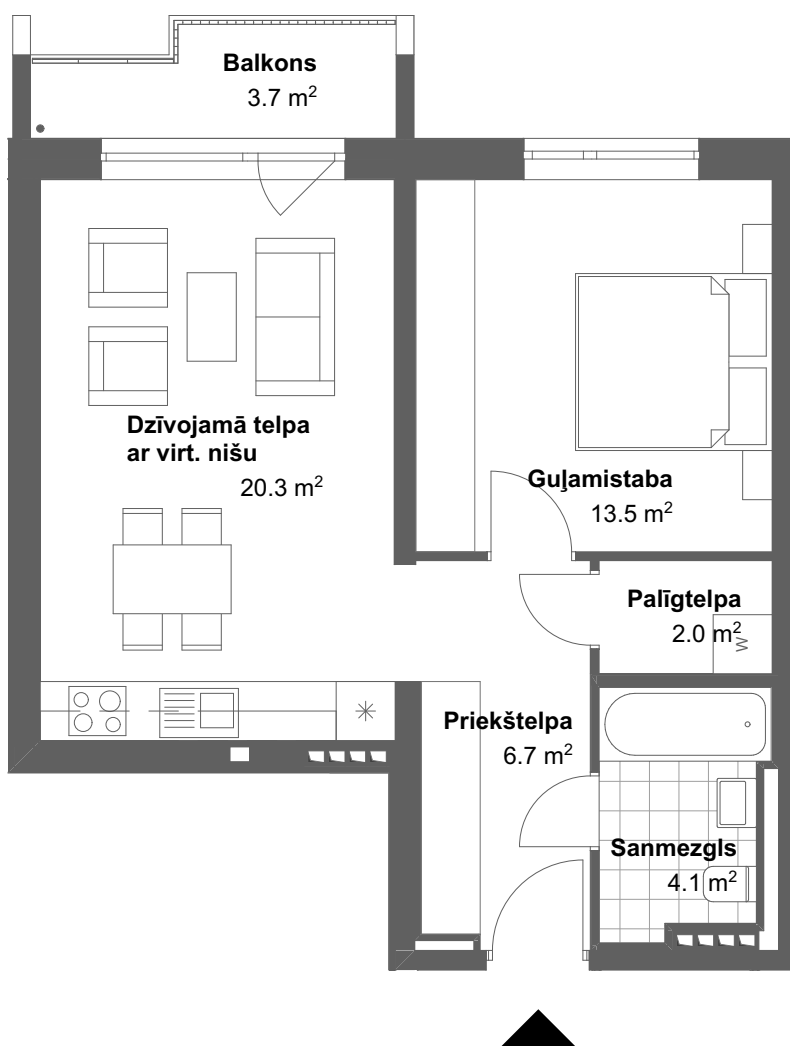 Balkons
3.7 m²
Dzīvojamā telpa
ar virt. nišu
20.3 m²
Guļamistaba
13.5 m²
Palīgtelpa
2.0 m²
W
Priekštelpa
6.7 m²
Sanmezgls
4.1 m²